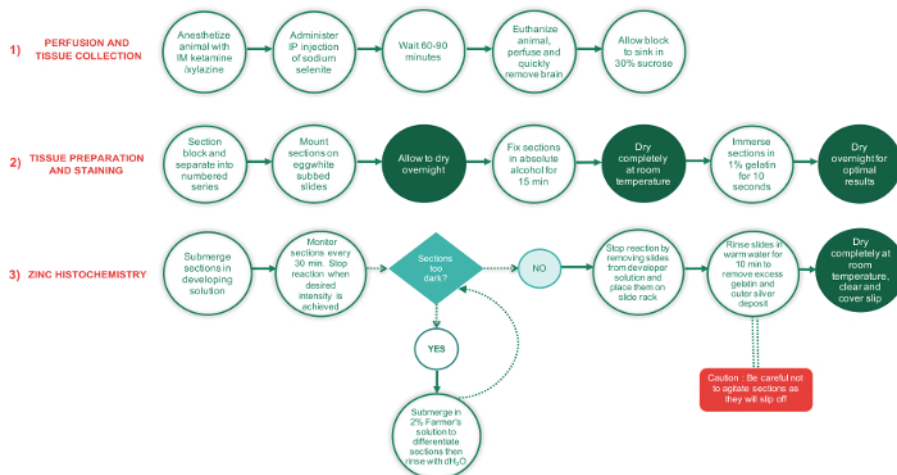 1) PERFUSION AND
TISSUE COLLECTION
Anesthetize
animal with
IM ketamine
/xylazine
Administer
IP injection
of sodium
selenite
Wait 60-90
minutes
Euthanize
animal,
perfuse and
quickly
remove brain
Allow block
to sink in
30% sucrose
2) TISSUE PREPARATION
AND STAINING
Section
block and
separate into
numbered
series
Mount
sections on
eggwhite
subbed
slides
Allow to dry
overnight
Fix sections
in absolute
alcohol for
15 min
Dry
completely
at room
temperature
Immerse
sections in
1% gelatin
for 10
seconds
Dry
overnight for
optimal
results
3) ZINC HISTOCHEMISTRY
Submerge
sections in
developing
solution
Monitor
sections every
30 min. Stop
reaction when
desired
intensity is
achieved
Sections
too
dark?
NO
Stop reaction by
removing slides
from developer
solution and
place them on
slide rack
Rinse slides in
warm water for
10 min to
remove excess
gelatin and
outer silver
deposit
Dry
completely at
room
temperature,
clear and
cover slip
YES
Submerge in
2% Farmer's
solution to
differentiate
sections then
rinse with dH₂O
Caution : Be careful not
to agitate sections as
they will slip off